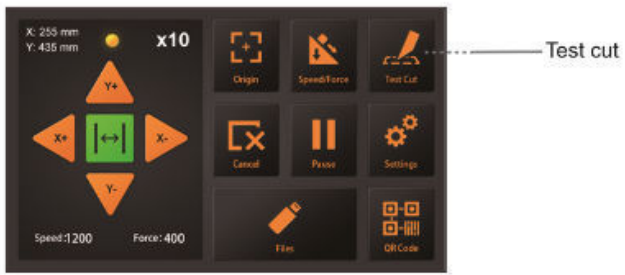 X: 255 mm
Y: 435 mm
x10
Y+
X+
X-
Y-
Speed:1200
Force:400
Origin
Speed/Force
Test Cut
Cancel
Pause
Settings
Files
QRCode
Test cut